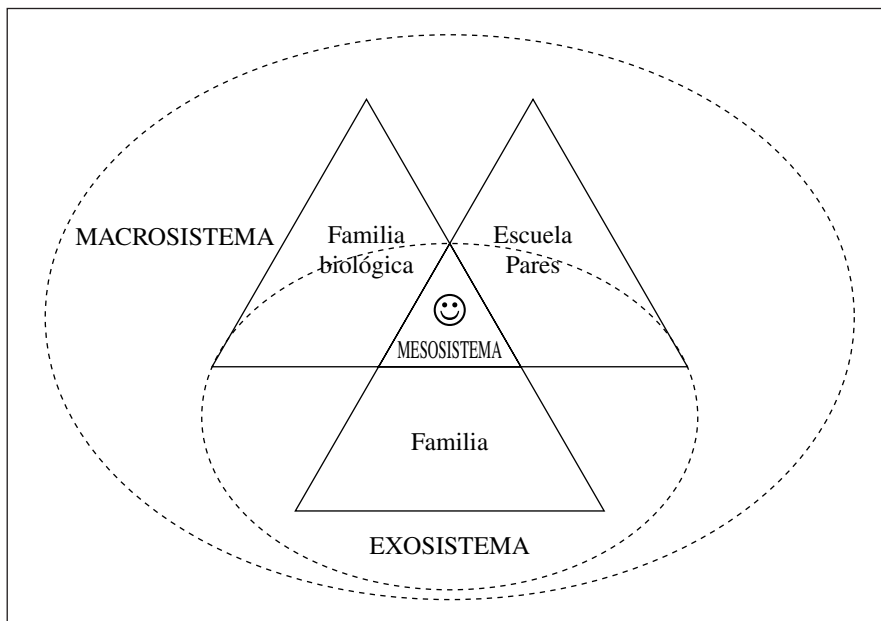 MACROSISTEMA
Familia
biológica
Escuela
Pares
MESOSISTEMA
Familia
EXOSISTEMA